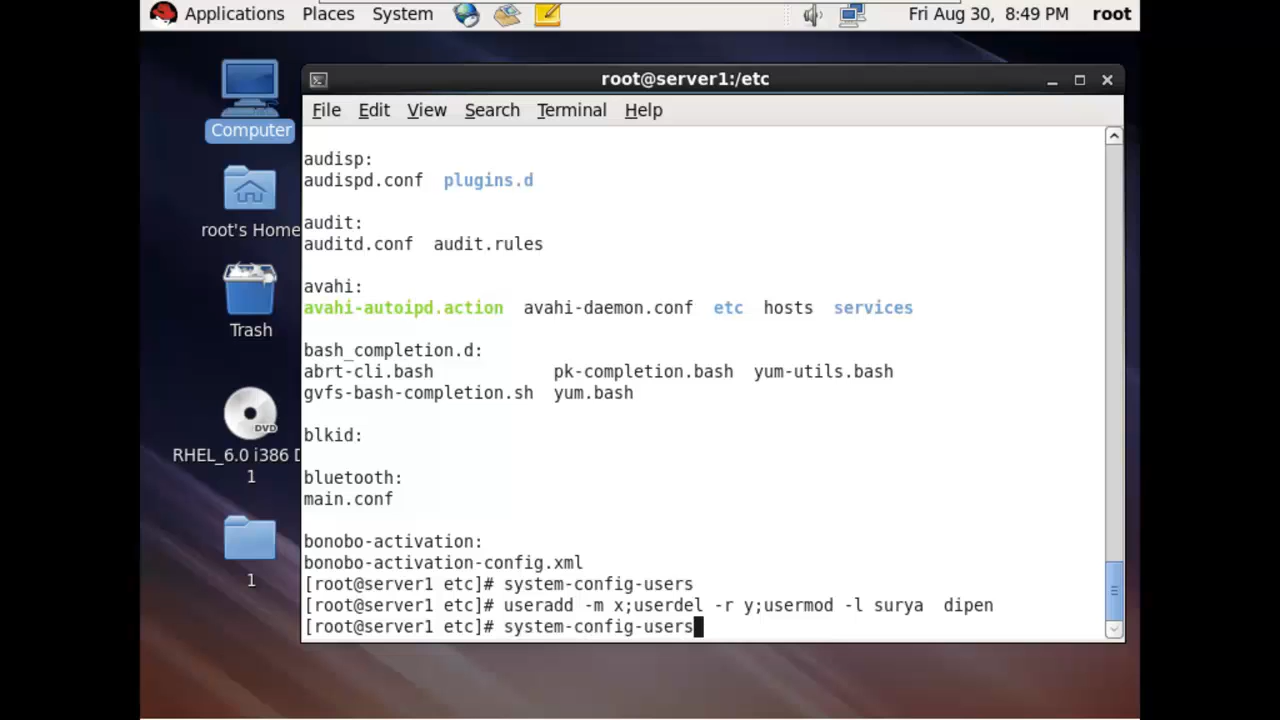 Applications Places System Fri Aug 30, 8:49 PM root
root@server1:/etc
File Edit View Search Terminal Help
Computer
root's Home
Trash
DVD
RHEL_6.0 i386 D
1
1
audisp:
audispd.conf  plugins.d
audit:
auditd.conf  audit.rules
avahi:
avahi-autoipd.action  avahi-daemon.conf  etc  hosts  services
bash_completion.d:
abrt-cli.bash            pk-completion.bash  yum-utils.bash
gvfs-bash-completion.sh  yum.bash
blkid:
bluetooth:
main.conf
bonobo-activation:
bonobo-activation-config.xml
[root@server1 etc]# system-config-users
[root@server1 etc]# useradd -m x;userdel -r y;usermod -l surya  dipen
[root@server1 etc]# system-config-users